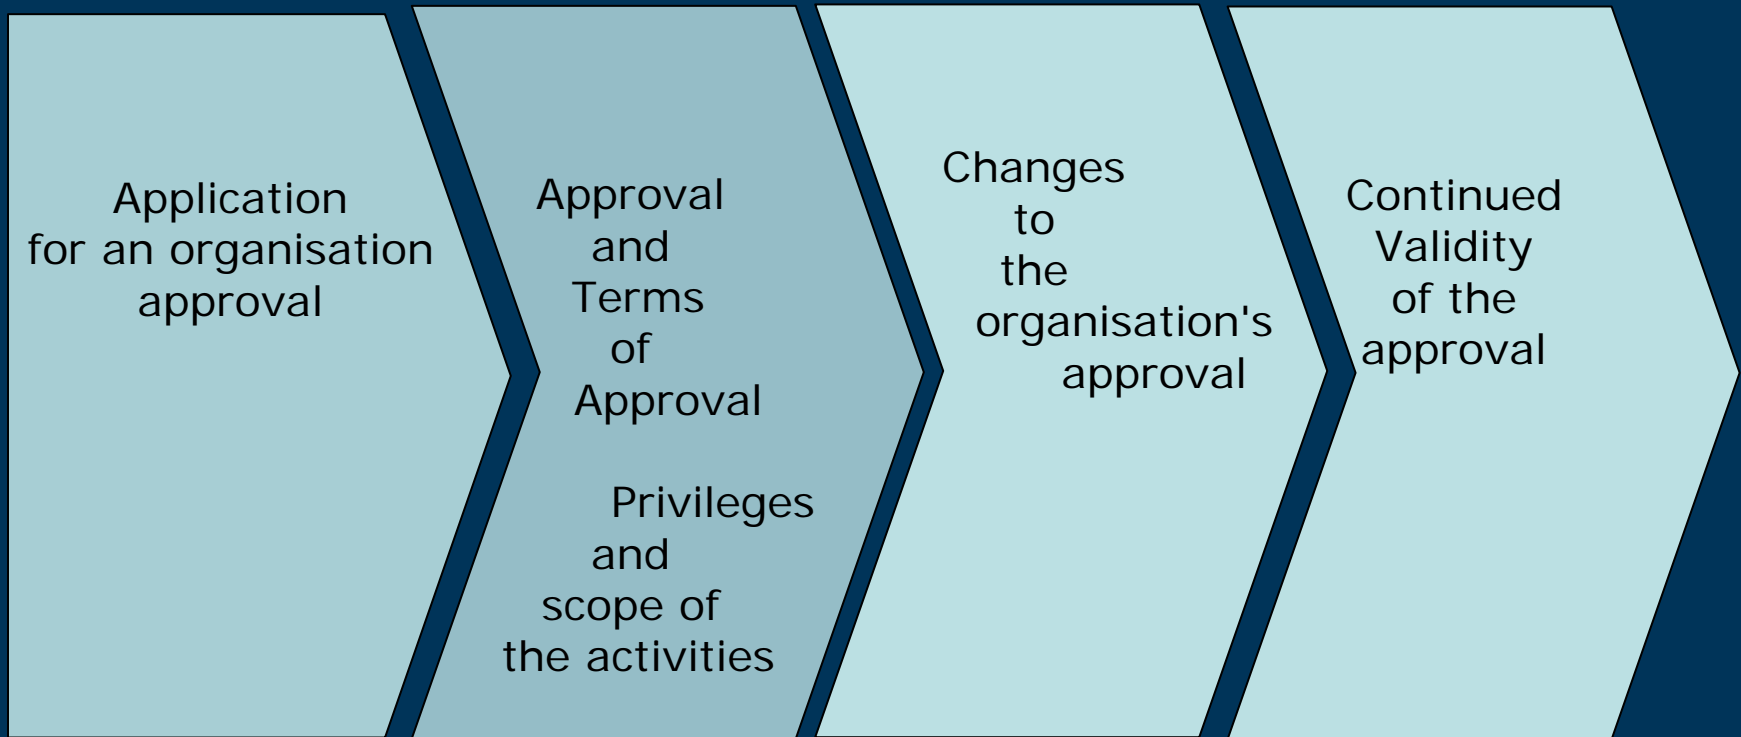 Application
for an organisation
approval
Approval
and
Terms
of
Approval
Privileges
and
scope of
the activities
Changes
to
the
organisation's
approval
Continued
Validity
of the
approval